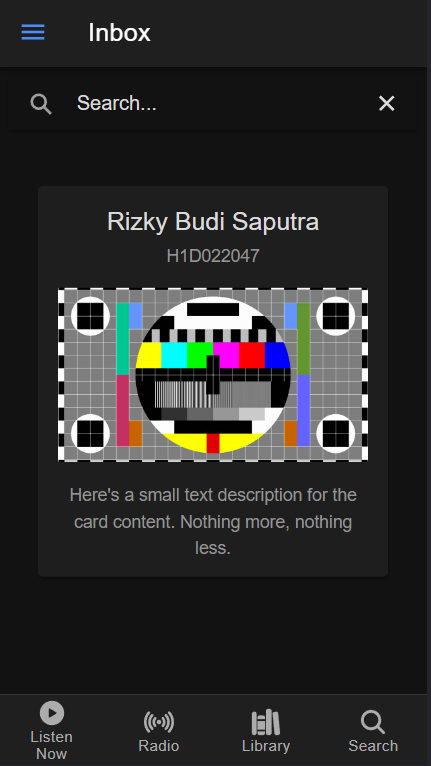 Inbox
Search...
Rizky Budi Saputra
H1D022047
Here's a small text description for the
card content. Nothing more, nothing
less.
Listen
Now
Radio
Library
Search